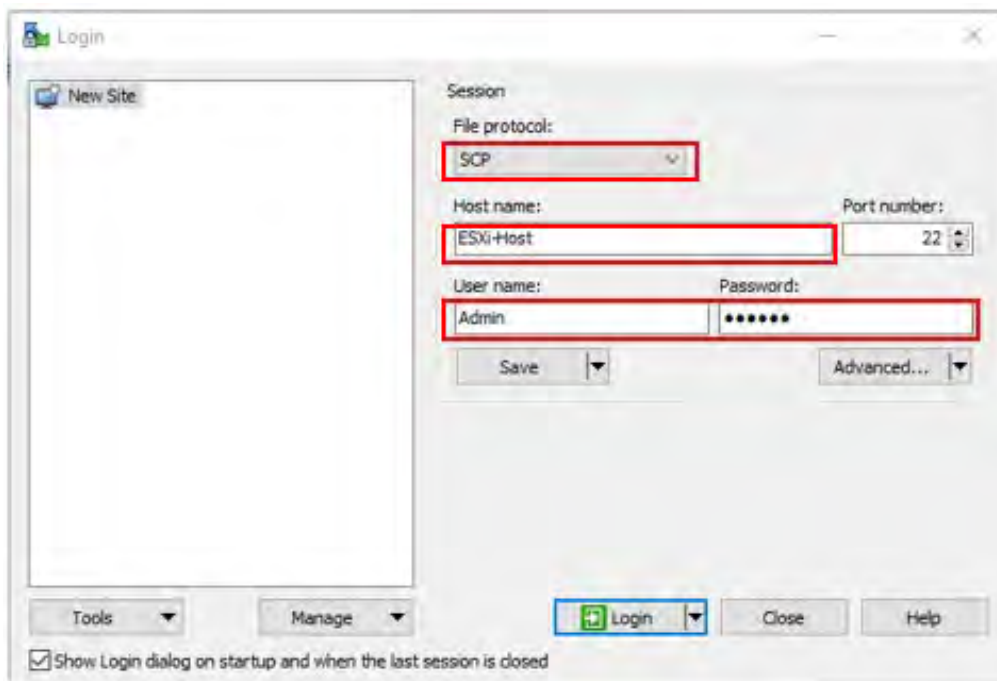 Login
New Site
Session
File protocol:
SCP
Host name:
Port number:
ESXi-Host
22
User name:
Password:
Admin
••••••
Save
Advanced...
Tools
Manage
Login
Close
Help
Show Login dialog on startup and when the last session is closed